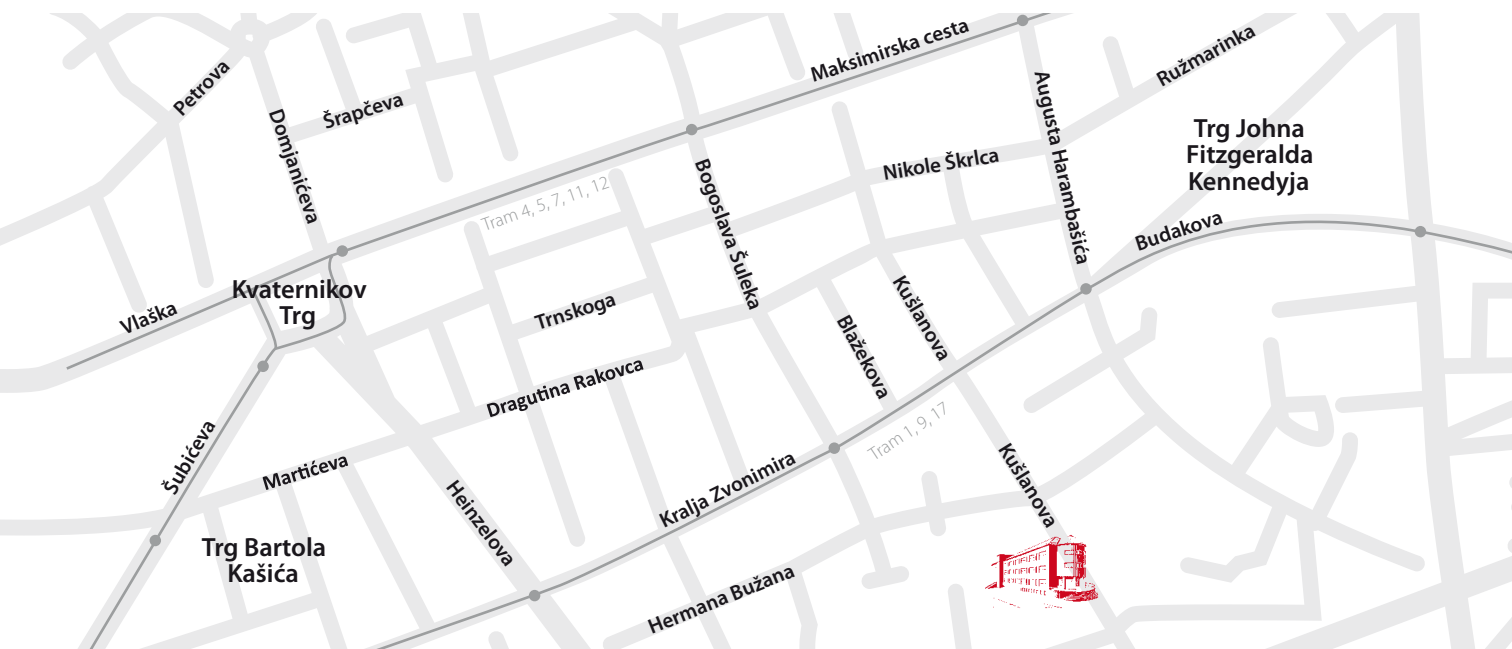 Maksimirska cesta
Ružmarinka
Petrova
Šrapčeva
Domjanićeva
Augusta Harambašića
Trg Johna
Fitzgeralda
Kennedyja
Nikole Škrlca
Bogoslava Šuleka
Tram 4, 5, 7, 11, 12
Budakova
Kvaternikov
Trg
Vlaška
Trnskoga
Kušlanova
Blažekova
Dragutina Rakovca
Tram 1, 9, 17
Šubićeva
Martićeva
Heinzelova
Kralja Zvonimira
Kušlanova
Trg Bartola
Kašića
Hermana Bužana